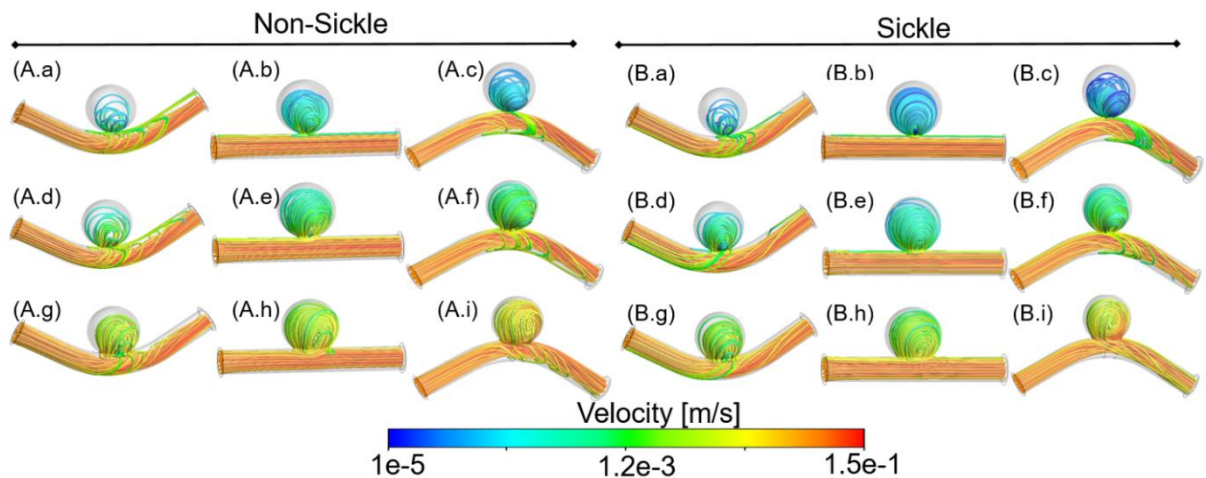 Non-Sickle Sickle
(A.a) (A.b) (A.c) (B.a) (B.b) (B.c)
(A.d) (A.e) (A.f) (B.d) (B.e) (B.f)
(A.g) (A.h) (A.i) (B.g) (B.h) (B.i)
Velocity [m/s]
1e-5 1.2e-3 1.5e-1